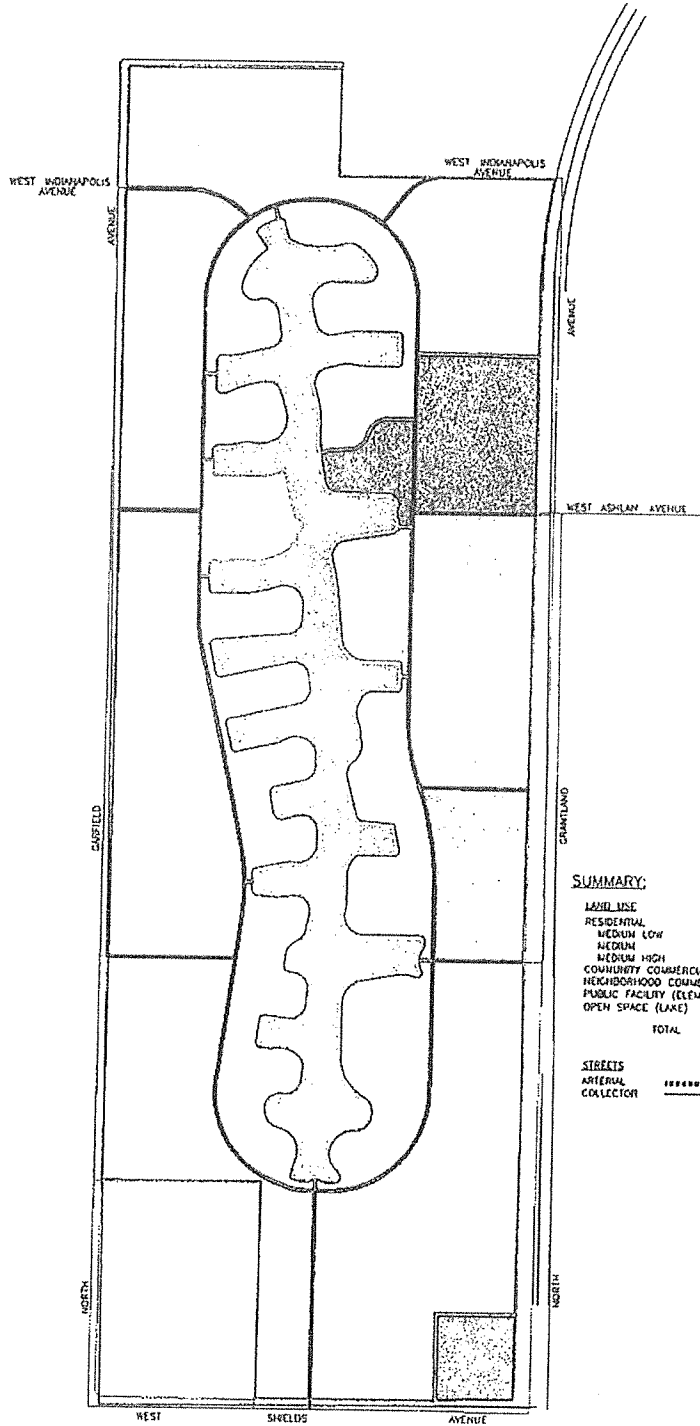 WEST INDIANAPOLIS
AVENUE
WEST INDIANAPOLIS
AVENUE
AVENUE
AVENUE
WEST ASHLAN AVENUE
GARFIELD
GRANTLAND
SUMMARY:
LAND USE
RESIDENTIAL
MEDIUM LOW
MEDIUM
MEDIUM HIGH
COMMUNITY COMMERCI
NEIGHBORHOOD COMME
PUBLIC FACILITY (ELEM
OPEN SPACE (LAKE)
TOTAL
STREETS
ARTERIAL
COLLECTOR
NORTH
NORTH
WEST SHIELDS AVENUE